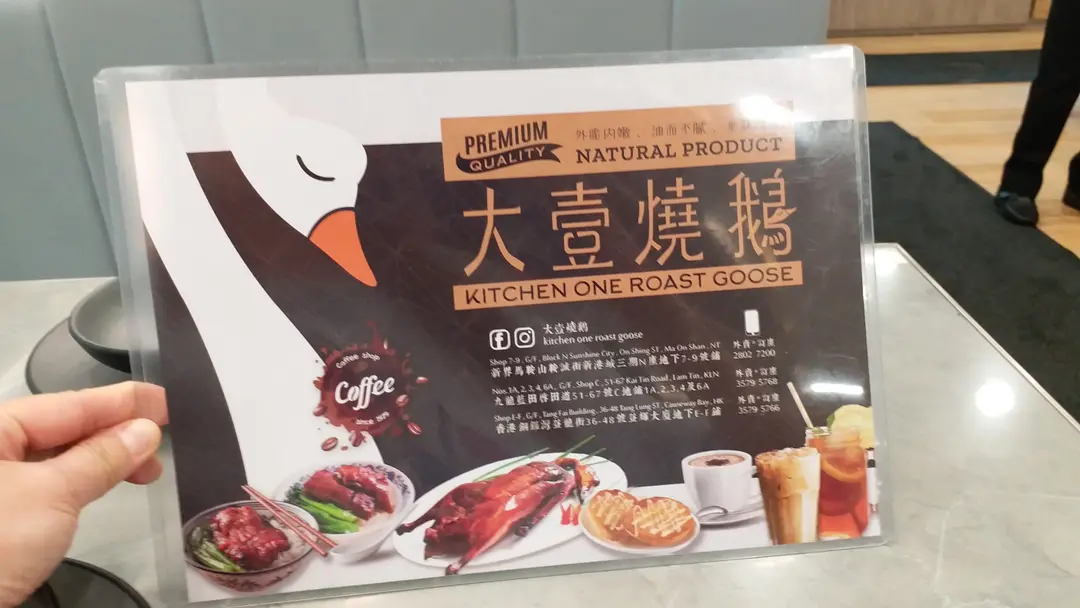 PREMIUM
QUALITY
外脆肉嫩 . 油而不膩 .
NATURAL PRODUCT
大壹燒鵝
KITCHEN ONE ROAST GOOSE
大壹燒鵝
kitchen one roast goose
Shop 7-9 , G/F , Block N Sunshine City , On Shing ST , Ma On Shan , NT
新界馬鞍山鞍誠街新港城三期N座地下7-9號鋪
外賣·訂座
2802 7200
Nos. 1A, 2, 3, 4, 6A , G/F , Shop C , 51-67 Kai Tin Road , Lam Tin , KLN
九龍藍田啓田道51-67號C地鋪1A, 2, 3, 4及6A
外賣·訂座
3579 5768
Shop E-F , G/F , Tang Fai Building , 36-48 Tang Lung ST , Causeway Bay , HK
香港銅鑼灣登龍街36-48號登輝大廈地下E-F鋪
外賣·訂座
3579 5766
Coffee Shop
Coffee